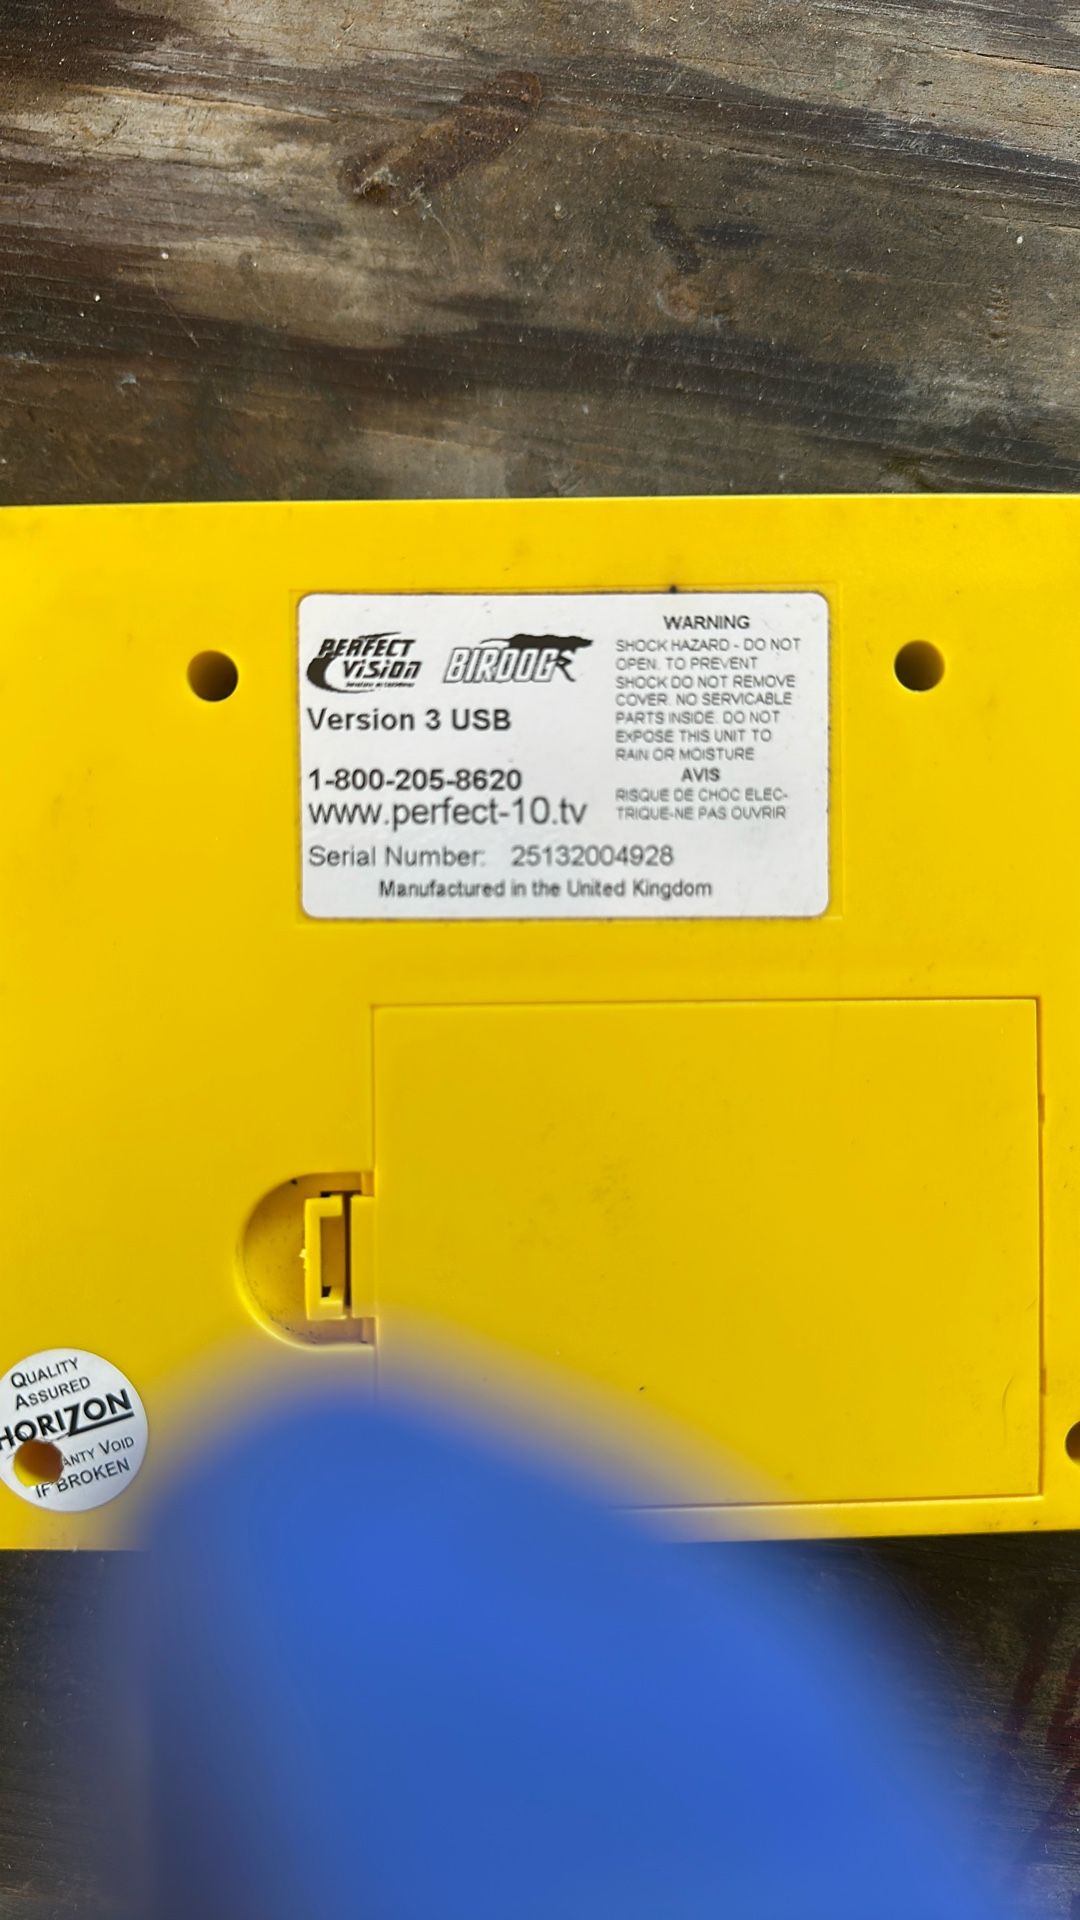 PERFECT
VISION
BIRDOG
Version 3 USB
1-800-205-8620
www.perfect-10.tv
WARNING
SHOCK HAZARD - DO NOT
OPEN. TO PREVENT
SHOCK DO NOT REMOVE
COVER. NO SERVICABLE
PARTS INSIDE. DO NOT
EXPOSE THIS UNIT TO
RAIN OR MOISTURE
AVIS
RISQUE DE CHOC ELEC-
TRIQUE-NE PAS OUVRIR
Serial Number: 25132004928
Manufactured in the United Kingdom
QUALITY
ASSURED
HORIZON
ANTY VOID
IF BROKEN